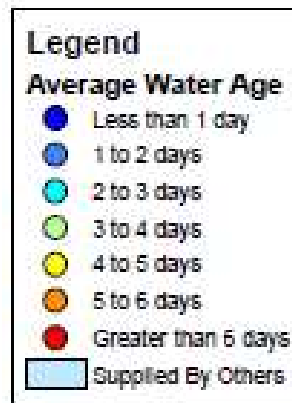 Legend
Average Water Age
Less than 1 day
1 to 2 days
2 to 3 days
3 to 4 days
4 to 5 days
5 to 6 days
Greater than 6 days
Supplied By Others